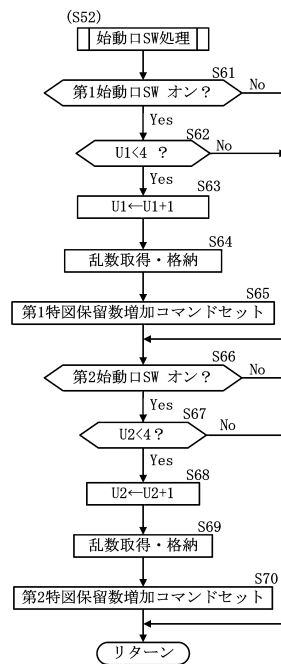 (S52)
始動口SW処理
S61
第1始動口SW オン？
No
Yes
S62
U1<4 ？
No
Yes
S63
U1←U1+1
S64
乱数取得・格納
S65
第1特図保留数増加コマンドセット
S66
第2始動口SW オン？
No
Yes
S67
U2<4？
No
Yes
S68
U2←U2+1
S69
乱数取得・格納
S70
第2特図保留数増加コマンドセット
リターン